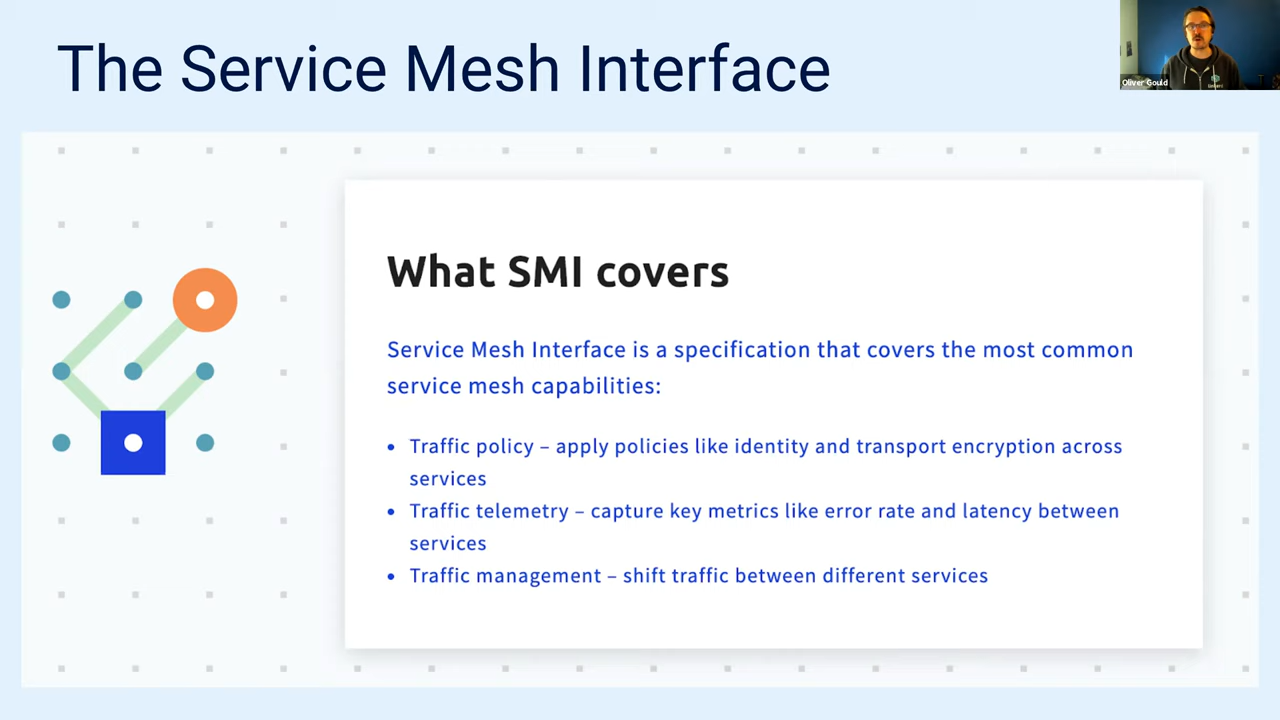 The Service Mesh Interface
Oliver Gould
What SMI covers
Service Mesh Interface is a specification that covers the most common
service mesh capabilities:
• Traffic policy – apply policies like identity and transport encryption across
services
• Traffic telemetry – capture key metrics like error rate and latency between
services
• Traffic management – shift traffic between different services